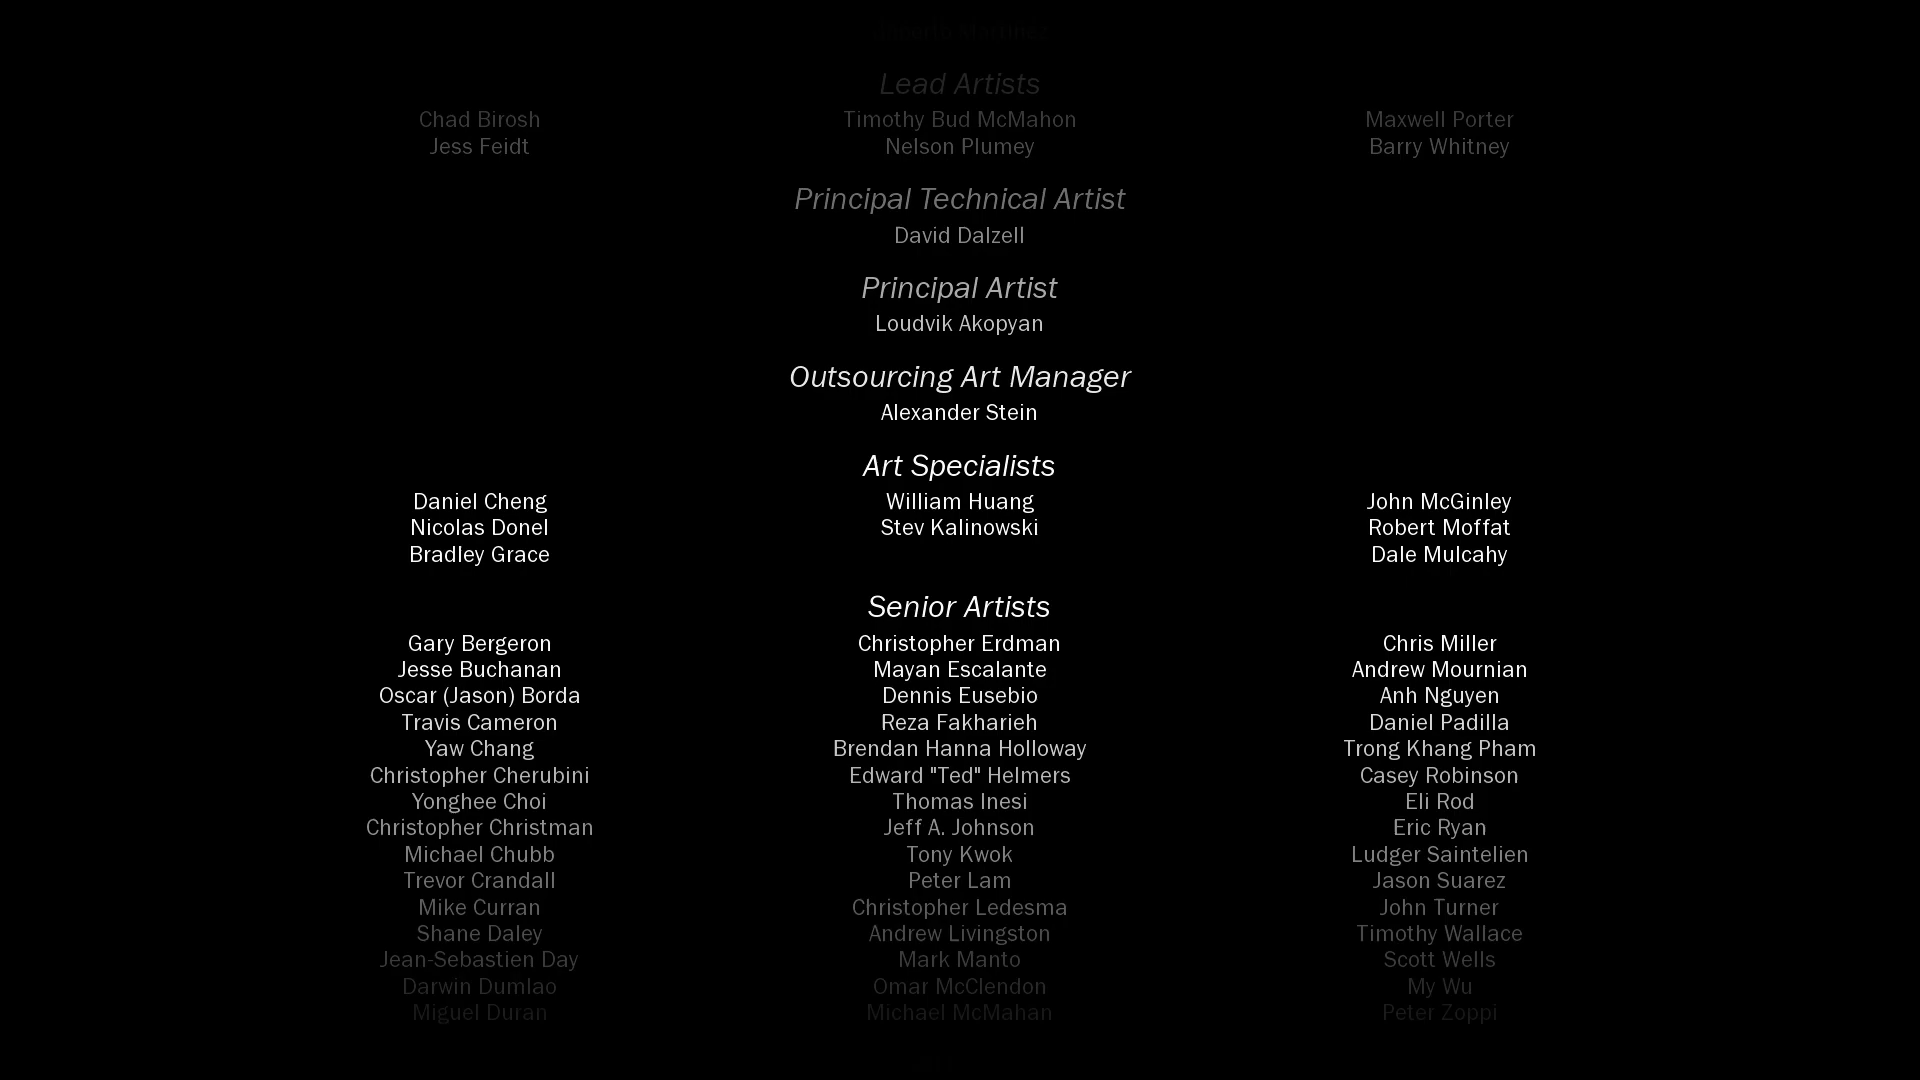 Lead Artists
Chad Birosh Timothy Bud McMahon Maxwell Porter
Jess Feidt Nelson Plumey Barry Whitney
Principal Technical Artist
David Dalzell
Principal Artist
Loudvik Akopyan
Outsourcing Art Manager
Alexander Stein
Art Specialists
Daniel Cheng William Huang John McGinley
Nicolas Donel Stev Kalinowski Robert Moffat
Bradley Grace Dale Mulcahy
Senior Artists
Gary Bergeron Christopher Erdman Chris Miller
Jesse Buchanan Mayan Escalante Andrew Mournian
Oscar (Jason) Borda Dennis Eusebio Anh Nguyen
Travis Cameron Reza Fakharieh Daniel Padilla
Yaw Chang Brendan Hanna Holloway Trong Khang Pham
Christopher Cherubini Edward "Ted" Helmers Casey Robinson
Yonghee Choi Thomas Inesi Eli Rod
Christopher Christman Jeff A. Johnson Eric Ryan
Michael Chubb Tony Kwok Ludger Saintelien
Trevor Crandall Peter Lam Jason Suarez
Mike Curran Christopher Ledesma John Turner
Shane Daley Andrew Livingston Timothy Wallace
Jean-Sebastien Day Mark Manto Scott Wells
Darwin Dumlao Omar McClendon My Wu
Miguel Duran Michael McMahan Peter Zoppi